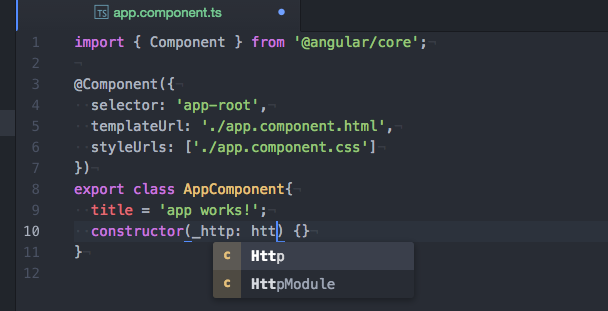 TS app.component.ts
1 import { Component } from '@angular/core';
2
3 @Component({
4 selector: 'app-root',
5 templateUrl: './app.component.html',
6 styleUrls: ['./app.component.css']
7 })
8 export class AppComponent{
9 title = 'app works!';
10 constructor(_http: htt) {}
11 }
12
c Http
c HttpModule